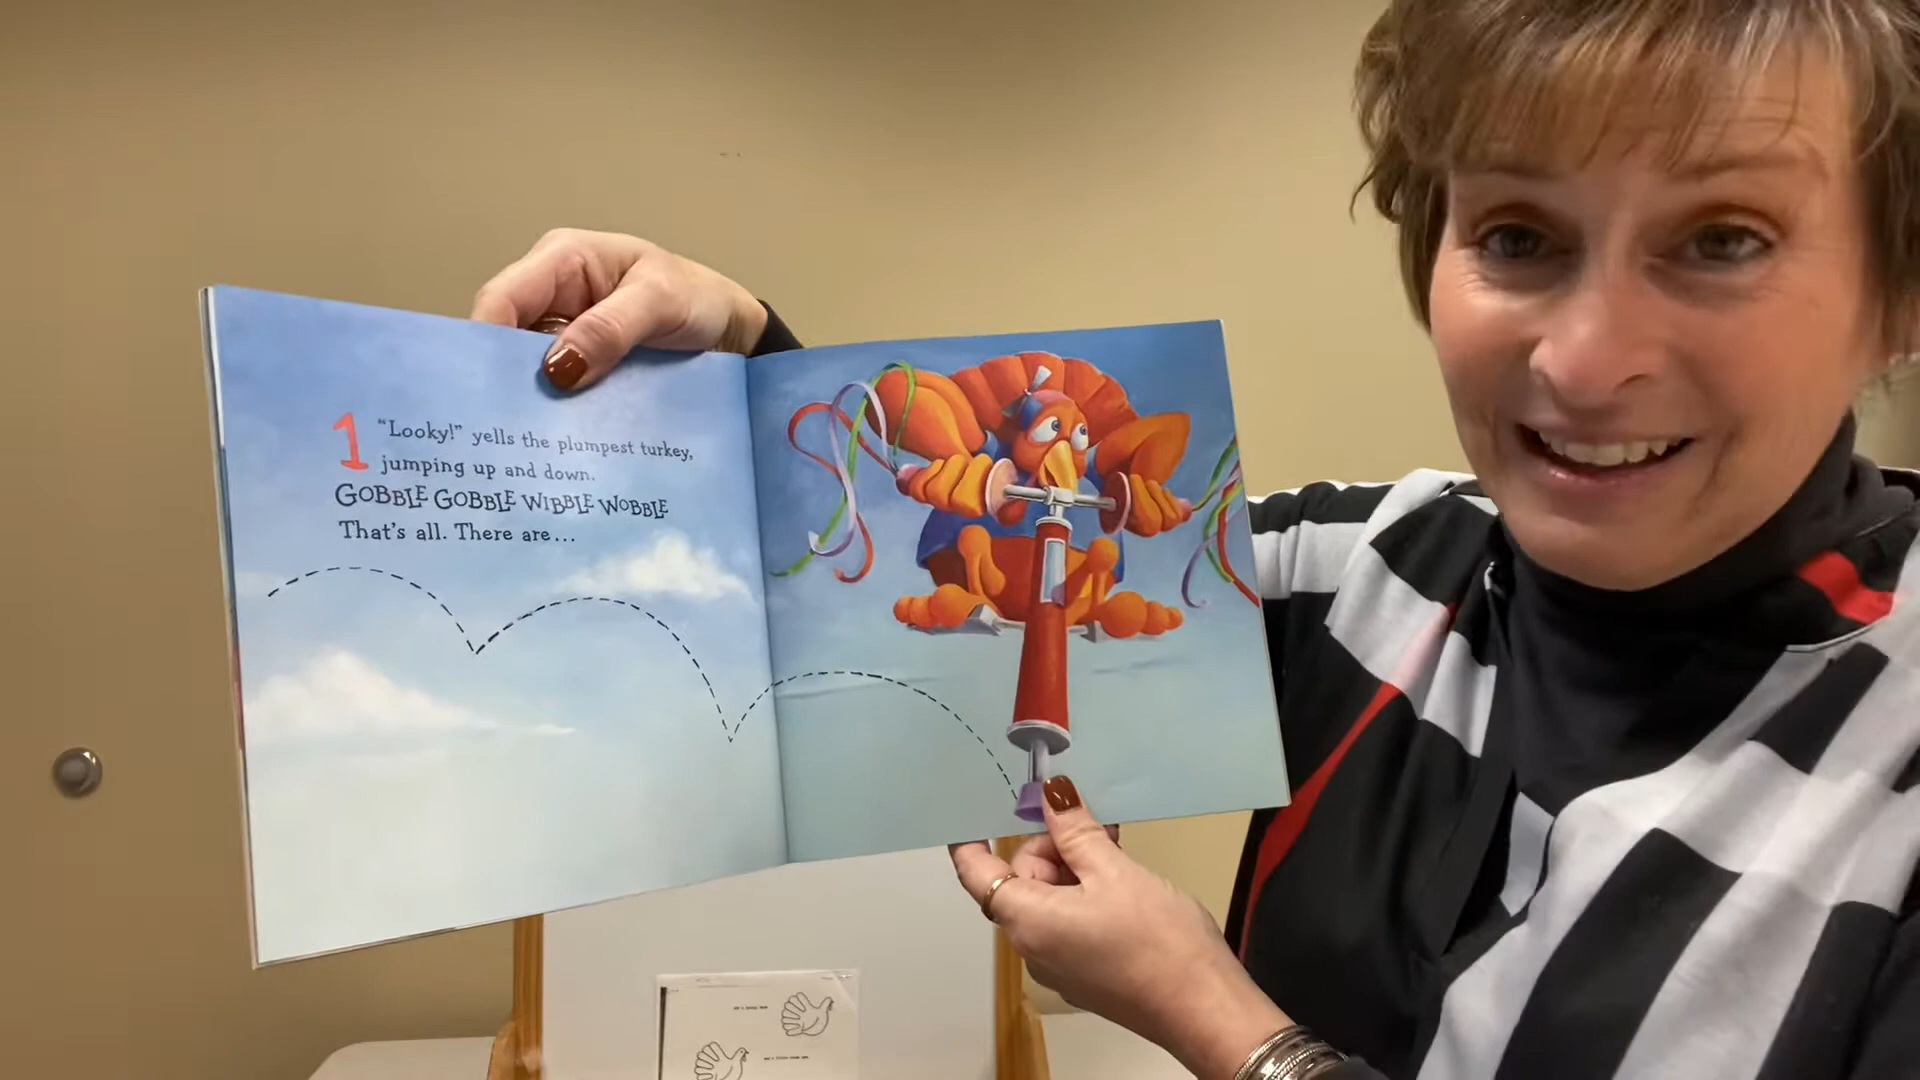 1 "Looky!" yells the plumpest turkey,
jumping up and down.
GOBBLE GOBBLE WIBBLE WOBBLE
That's all. There are...